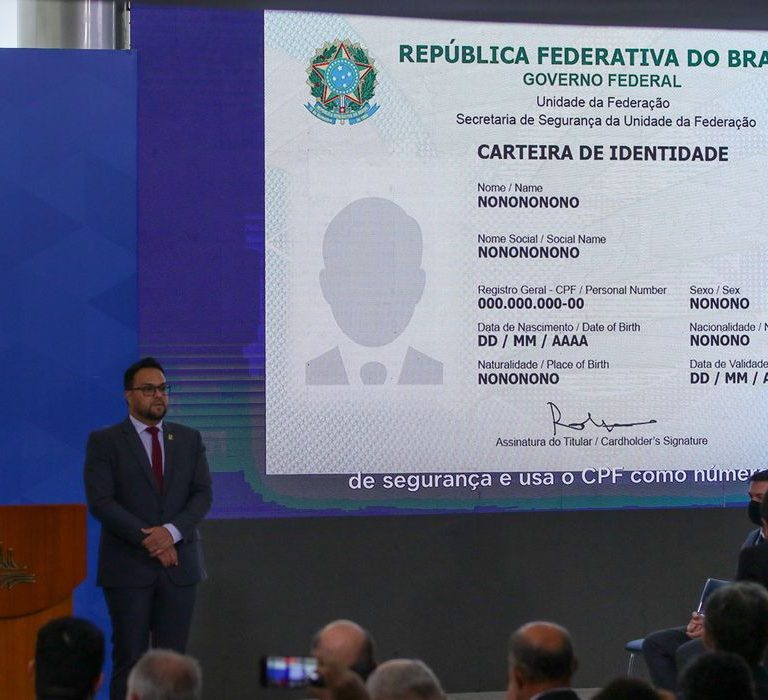 REPÚBLICA FEDERATIVA DO BRA
GOVERNO FEDERAL
Unidade da Federação
Secretaria de Segurança da Unidade da Federação
CARTEIRA DE IDENTIDADE
Nome / Name
NONONONONO
Nome Social / Social Name
NONONONONO
Registro Geral - CPF / Personal Number Sexo / Sex
000.000.000-00 NONONO
Data de Nascimento / Date of Birth Nacionalidade / N
DD / MM / AAAA NONONO
Naturalidade / Place of Birth Data de Validade
NONONONO DD / MM / A
Assinatura do Titular / Cardholder's Signature
de segurança e usa o CPF como númer